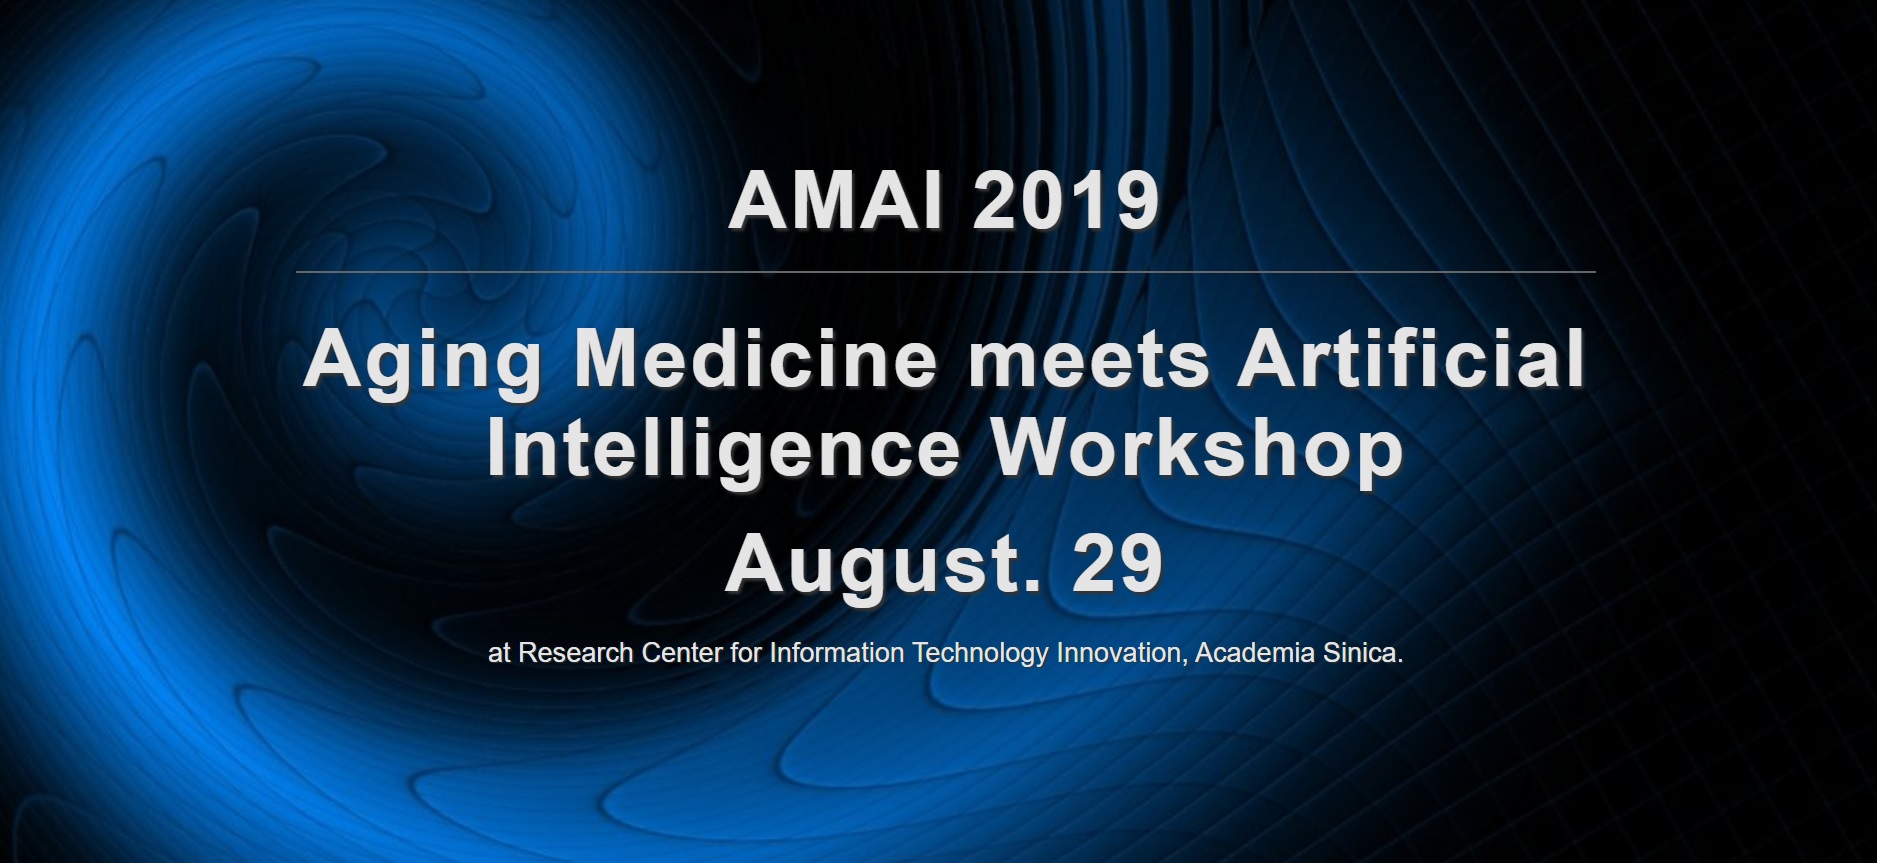 AMAI 2019
Aging Medicine meets Artificial
Intelligence Workshop
August. 29
at Research Center for Information Technology Innovation, Academia Sinica.